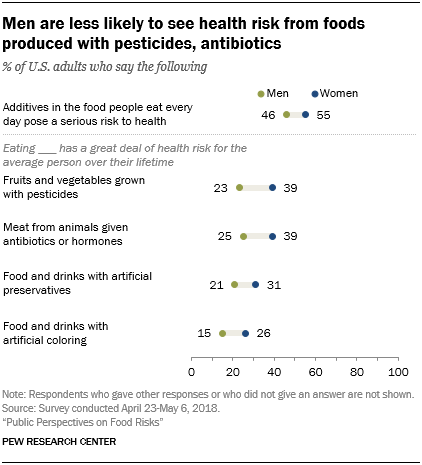 Men are less likely to see health risk from foods
produced with pesticides, antibiotics
% of U.S. adults who say the following
Men Women
Additives in the food people eat every
day pose a serious risk to health
46 55
Eating ___ has a great deal of health risk for the
average person over their lifetime
Fruits and vegetables grown
with pesticides
23 39
Meat from animals given
antibiotics or hormones
25 39
Food and drinks with artificial
preservatives
21 31
Food and drinks with
artificial coloring
15 26
0 20 40 60 80 100
Note: Respondents who gave other responses or who did not give an answer are not shown.
Source: Survey conducted April 23-May 6, 2018.
“Public Perspectives on Food Risks”
PEW RESEARCH CENTER